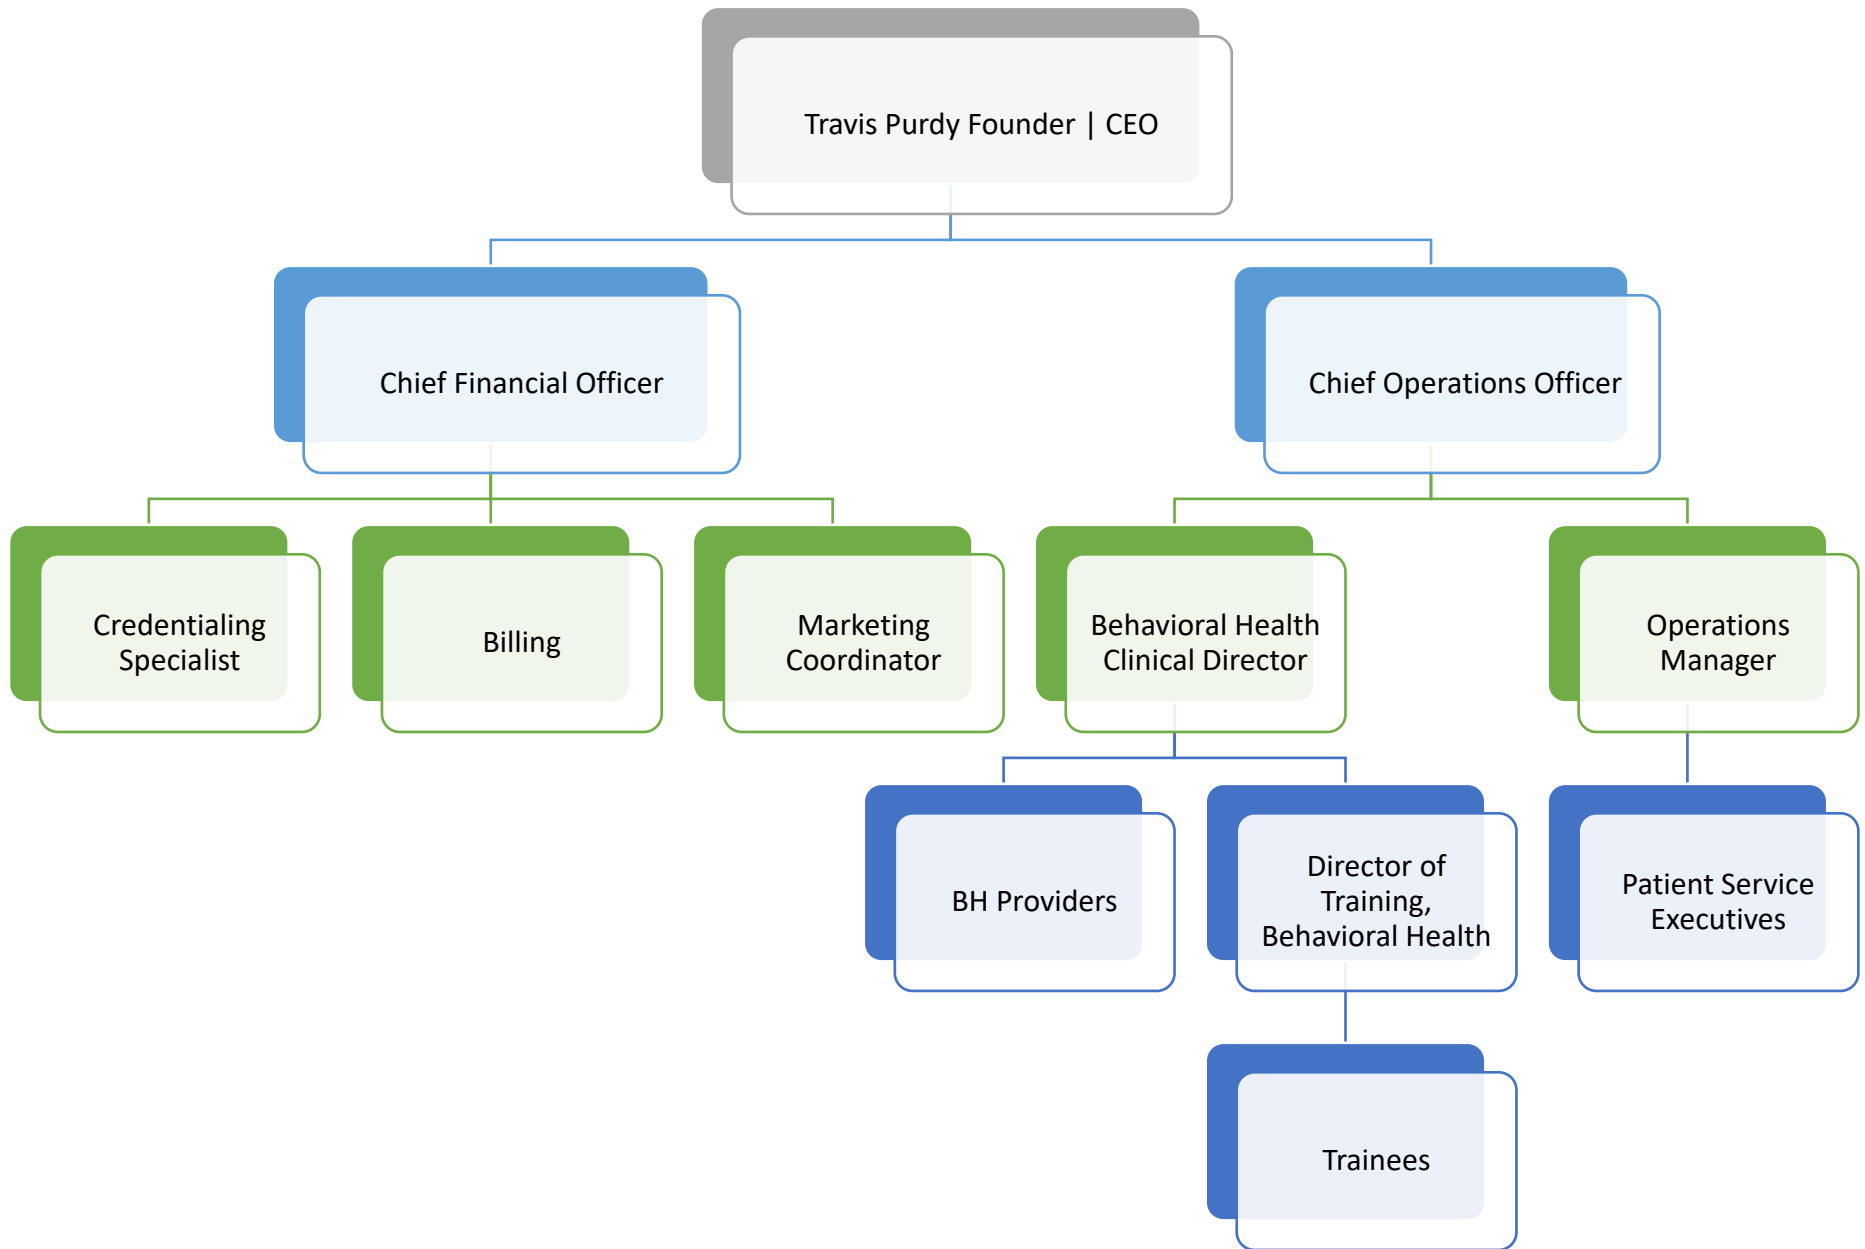 Travis Purdy Founder | CEO
Chief Financial Officer
Chief Operations Officer
Credentialing
Specialist
Billing
Marketing
Coordinator
Behavioral Health
Clinical Director
Operations
Manager
BH Providers
Director of
Training,
Behavioral Health
Patient Service
Executives
Trainees